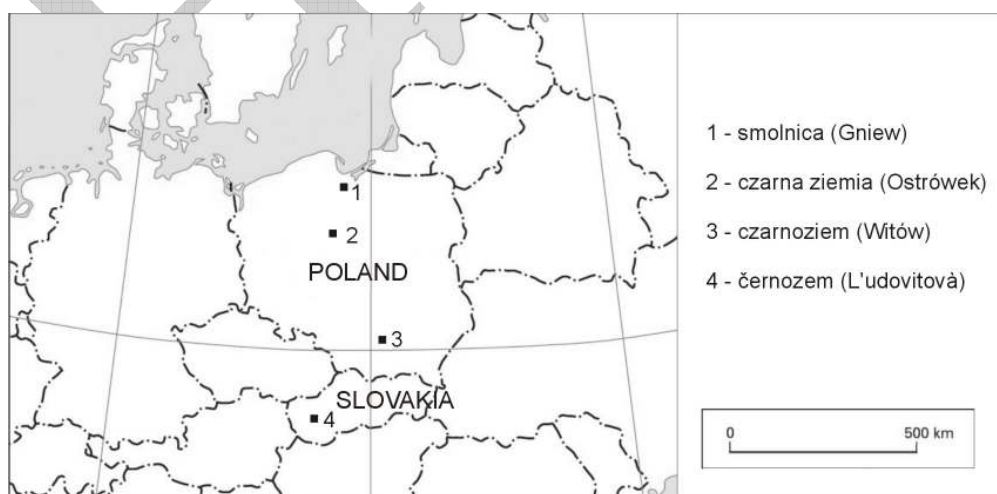 1
2
POLAND
3
SLOVAKIA
4
1 - smolnica (Gniew)
2 - czarna ziemia (Ostrówek)
3 - czarnoziem (Witów)
4 - černozem (L'udovitovà)
0 500 km